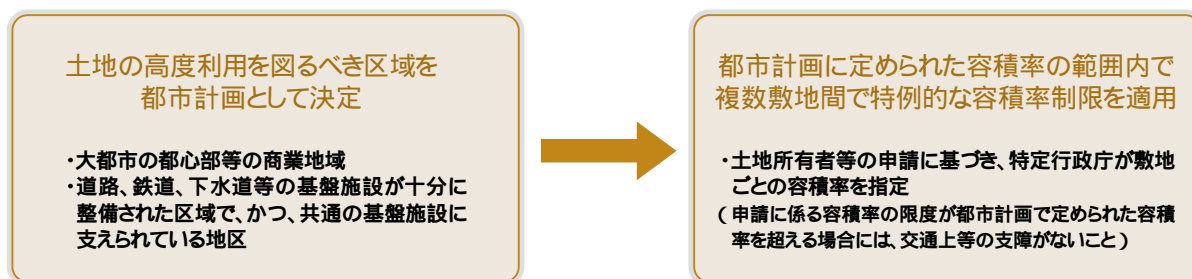 土地の高度利用を図るべき区域を
都市計画として決定
・大都市の都心部等の商業地域
・道路、鉄道、下水道等の基盤施設が十分に
整備された区域で、かつ、共通の基盤施設に
支えられている地区
都市計画に定められた容積率の範囲内で
複数敷地間で特例的な容積率制限を適用
・土地所有者等の申請に基づき、特定行政庁が敷地
ごとの容積率を指定
(申請に係る容積率の限度が都市計画で定められた容積
率を超える場合には、交通上等の支障がないこと)